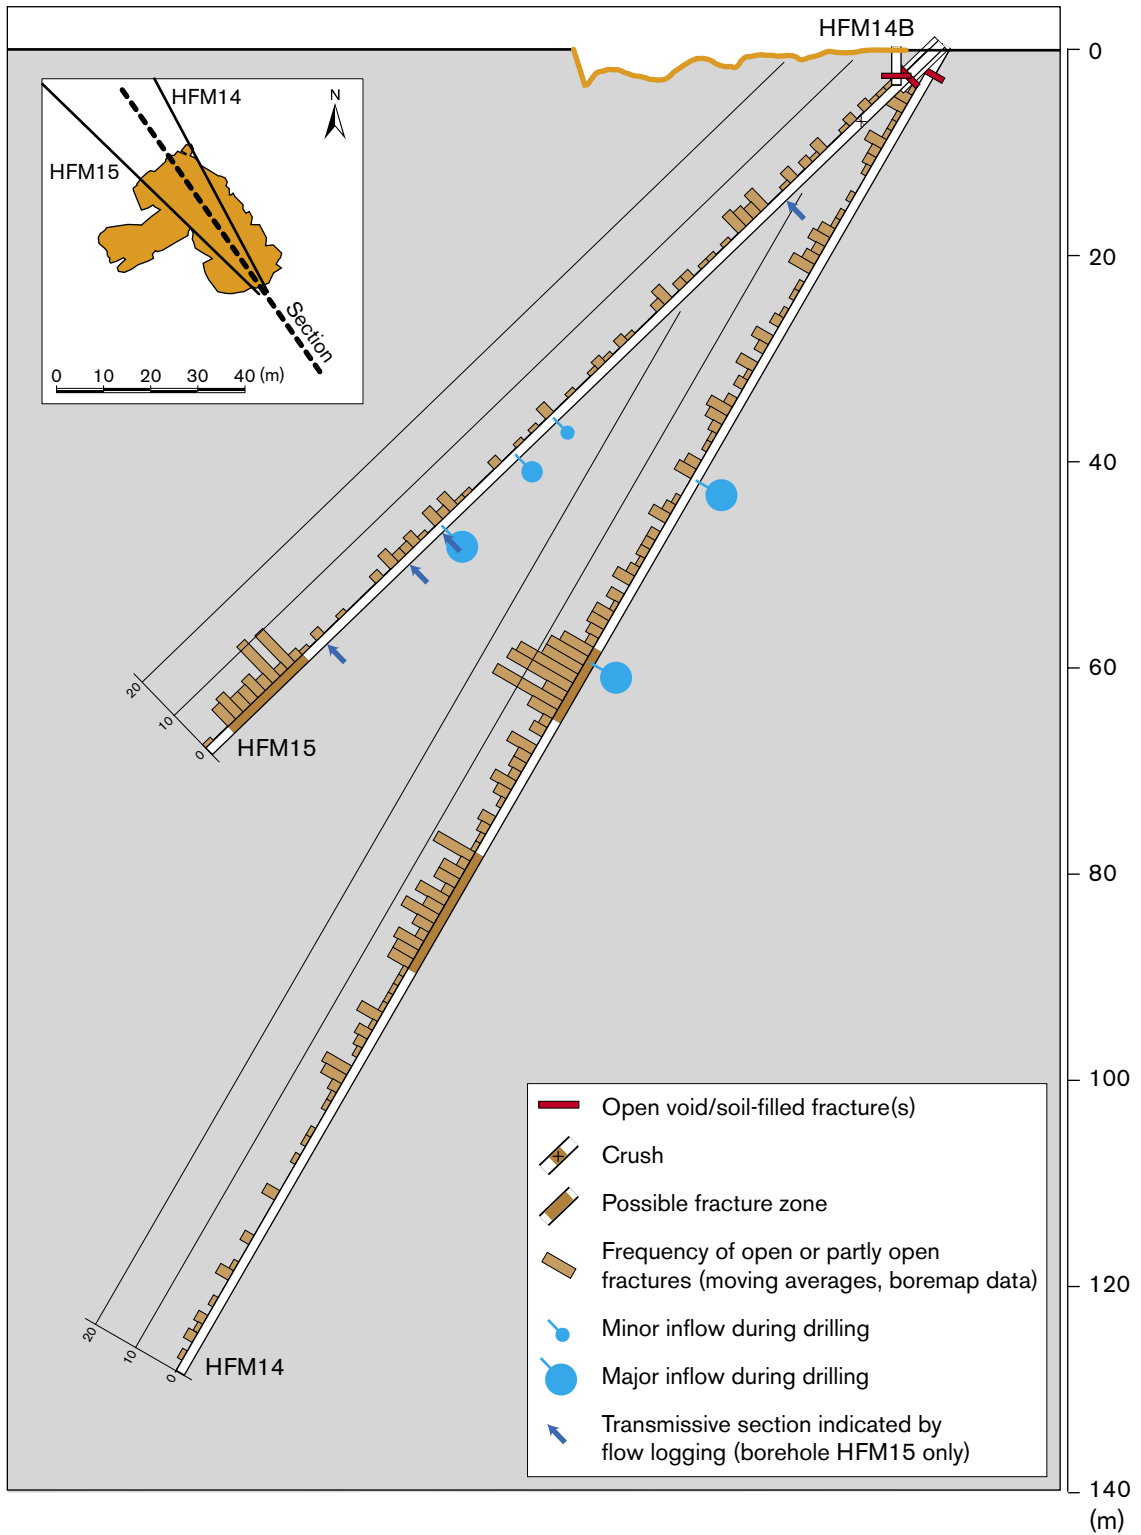 HFM14B
0
20
40
60
80
100
120
140
(m)
N
HFM14
HFM15
Section
0 10 20 30 40 (m)
20
10
0
HFM15
20
10
0
HFM14
Open void/soil-filled fracture(s)
Crush
Possible fracture zone
Frequency of open or partly open
fractures (moving averages, boremap data)
Minor inflow during drilling
Major inflow during drilling
Transmissive section indicated by
flow logging (borehole HFM15 only)